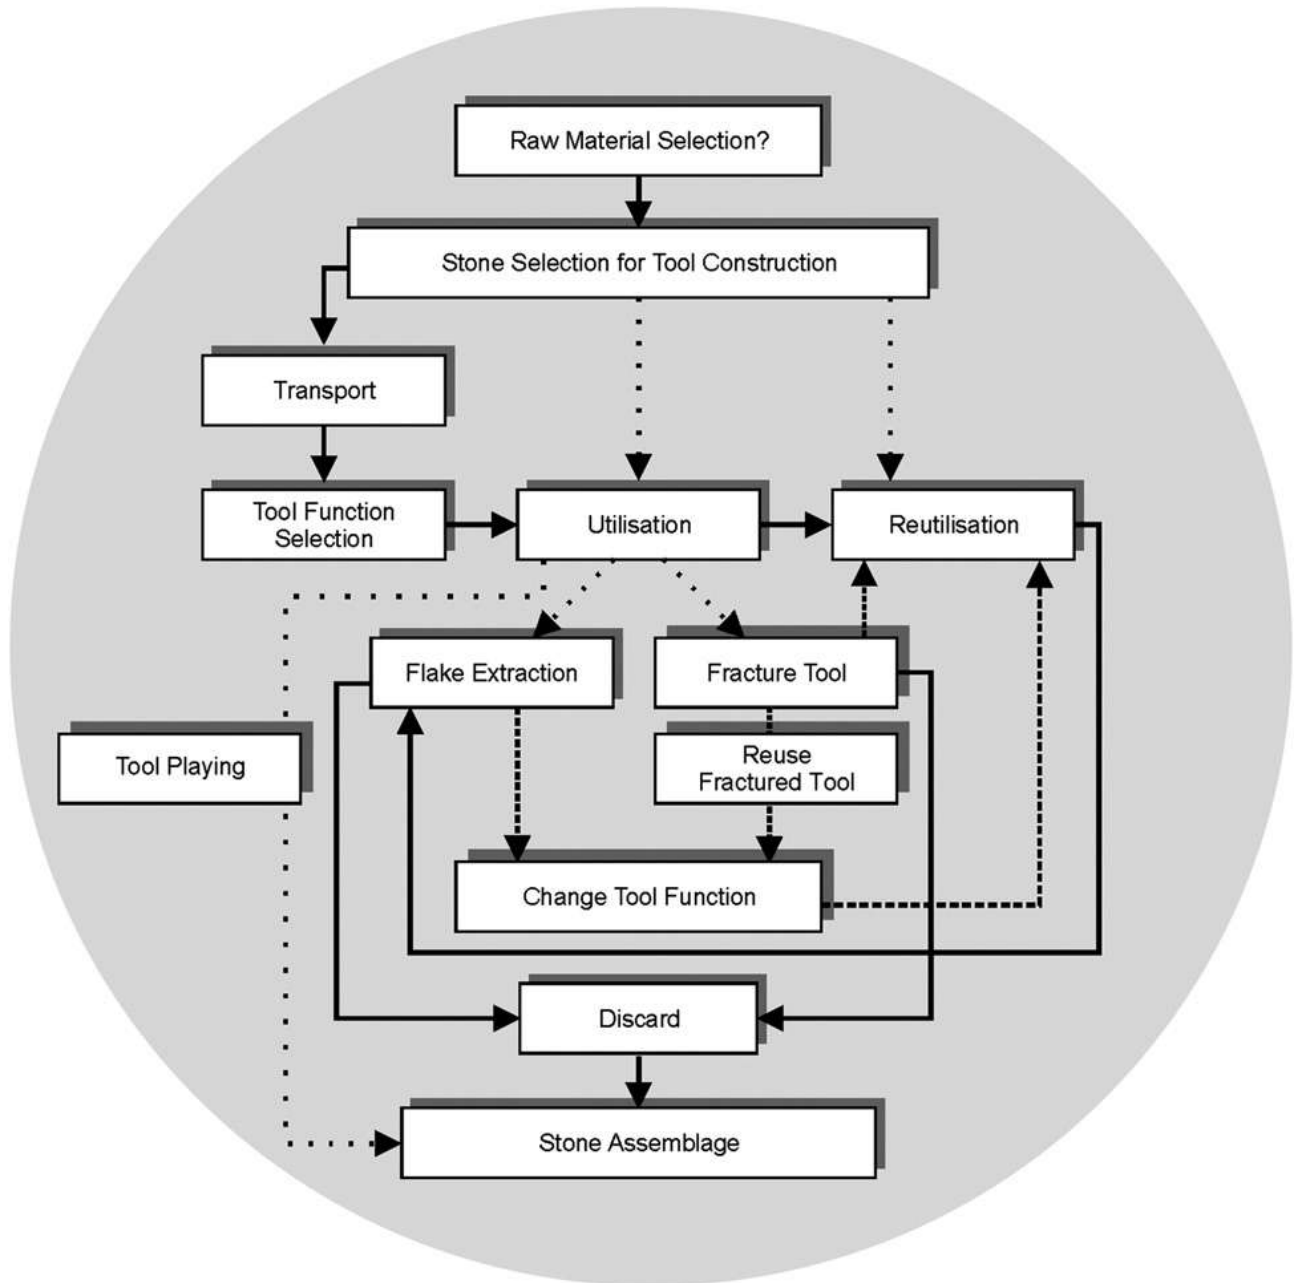 Raw Material Selection?
Stone Selection for Tool Construction
Transport
Tool Function
Selection
Utilisation
Reutilisation
Flake Extraction
Fracture Tool
Tool Playing
Reuse
Fractured Tool
Change Tool Function
Discard
Stone Assemblage